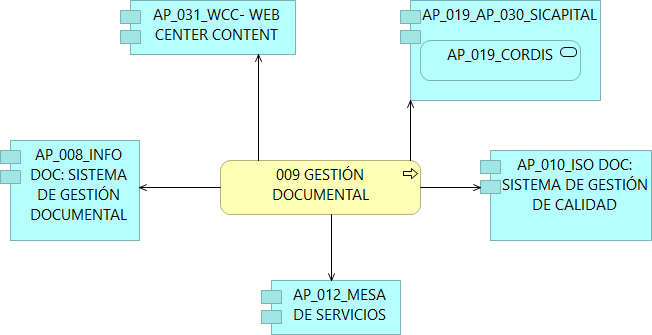 AP_031_WCC- WEB
CENTER CONTENT
AP_019_AP_030_SICAPITAL
AP_019_CORDIS
AP_008_INFO
DOC: SISTEMA
DE GESTIÓN
DOCUMENTAL
009 GESTIÓN
DOCUMENTAL
AP_010_ISO DOC:
SISTEMA DE GESTIÓN
DE CALIDAD
AP_012_MESA
DE SERVICIOS